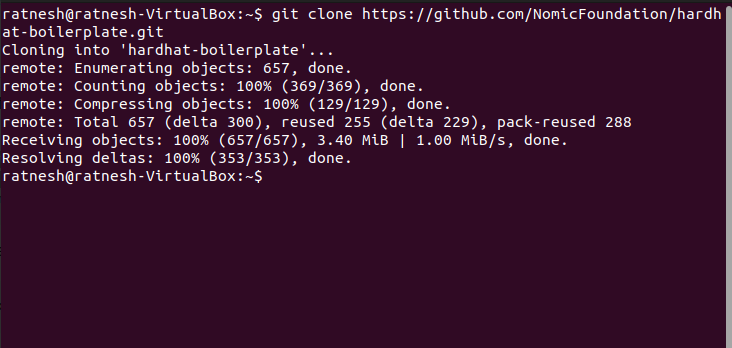 ratnesh@ratnesh-VirtualBox:~$ git clone https://github.com/NomicFoundation/hardh
at-boilerplate.git
Cloning into 'hardhat-boilerplate'...
remote: Enumerating objects: 657, done.
remote: Counting objects: 100% (369/369), done.
remote: Compressing objects: 100% (129/129), done.
remote: Total 657 (delta 300), reused 255 (delta 229), pack-reused 288
Receiving objects: 100% (657/657), 3.40 MiB | 1.00 MiB/s, done.
Resolving deltas: 100% (353/353), done.
ratnesh@ratnesh-VirtualBox:~$